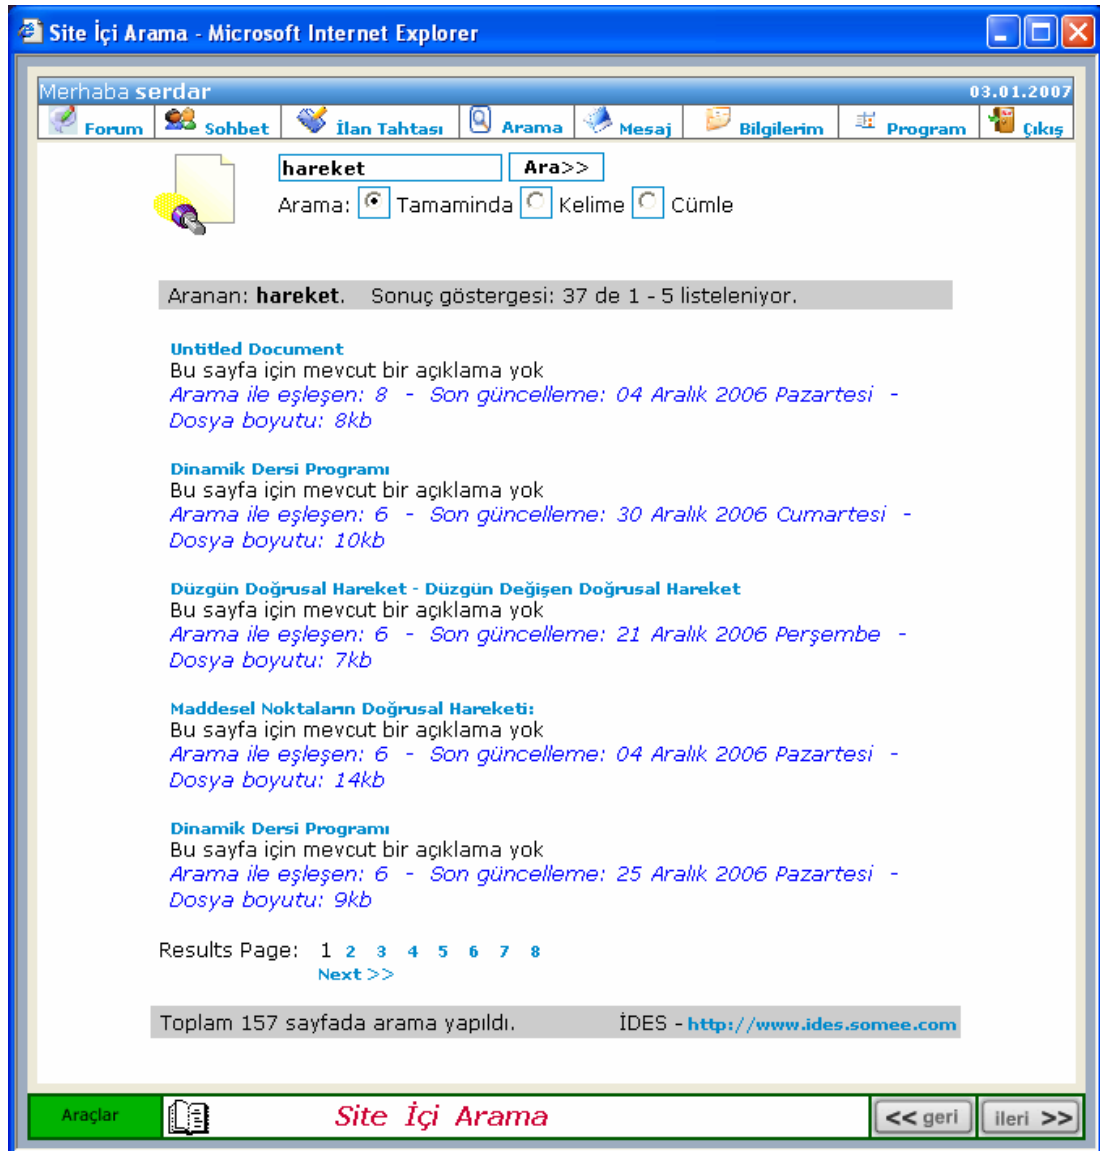 Site İçi Arama - Microsoft Internet Explorer
Merhaba serdar 03.01.2007
Forum Sohbet İlan Tahtası Arama Mesaj Bilgilerim Program Çıkış
hareket Ara>>
Arama: Tamaminda Kelime Cümle
Aranan: hareket. Sonuç göstergesi: 37 de 1 - 5 listeleniyor.
Untitled Document
Bu sayfa için mevcut bir açıklama yok
Arama ile eşleşen: 8 - Son güncelleme: 04 Aralık 2006 Pazartesi -
Dosya boyutu: 8kb
Dinamik Dersi Programı
Bu sayfa için mevcut bir açıklama yok
Arama ile eşleşen: 6 - Son güncelleme: 30 Aralık 2006 Cumartesi -
Dosya boyutu: 10kb
Düzgün Doğrusal Hareket - Düzgün Değişen Doğrusal Hareket
Bu sayfa için mevcut bir açıklama yok
Arama ile eşleşen: 6 - Son güncelleme: 21 Aralık 2006 Perşembe -
Dosya boyutu: 7kb
Maddesel Noktaların Doğrusal Hareketi:
Bu sayfa için mevcut bir açıklama yok
Arama ile eşleşen: 6 - Son güncelleme: 04 Aralık 2006 Pazartesi -
Dosya boyutu: 14kb
Dinamik Dersi Programı
Bu sayfa için mevcut bir açıklama yok
Arama ile eşleşen: 6 - Son güncelleme: 25 Aralık 2006 Pazartesi -
Dosya boyutu: 9kb
Results Page: 1 2 3 4 5 6 7 8
Next >>
Toplam 157 sayfada arama yapıldı. İDES - http://www.ides.somee.com
Araçlar Site İçi Arama << geri ileri >>